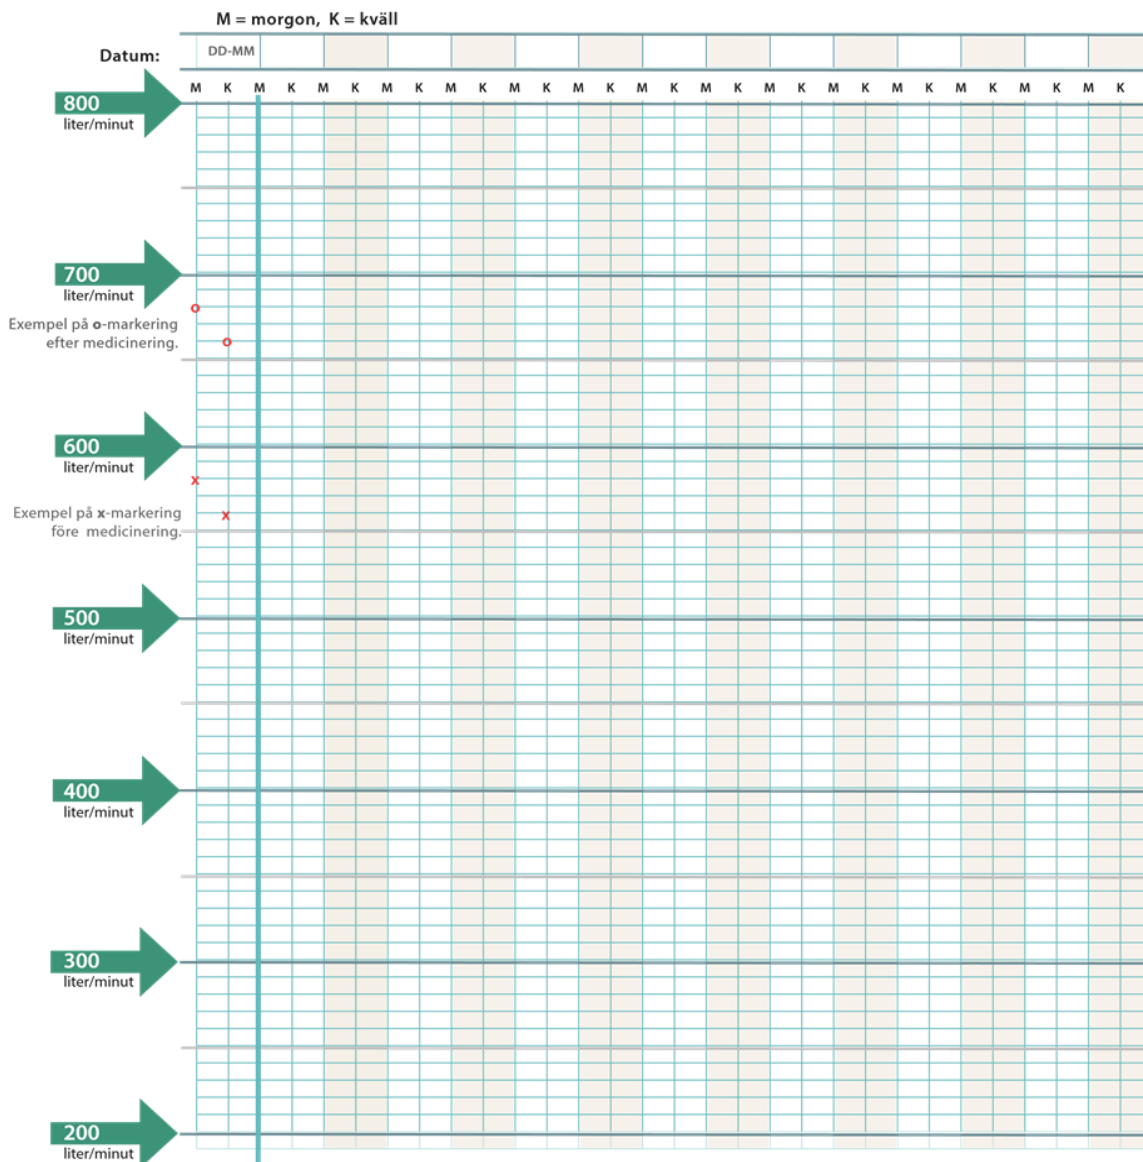 M = morgon, K = kväll
Datum: DD-MM
M K M K M K M K M K M K M K M K M K M K M K M K M K M K M K
800
liter/minut
700
liter/minut
o
Exempel på o-markering
efter medicinering.
o
600
liter/minut
x
Exempel på x-markering
före medicinering.
x
500
liter/minut
400
liter/minut
300
liter/minut
200
liter/minut